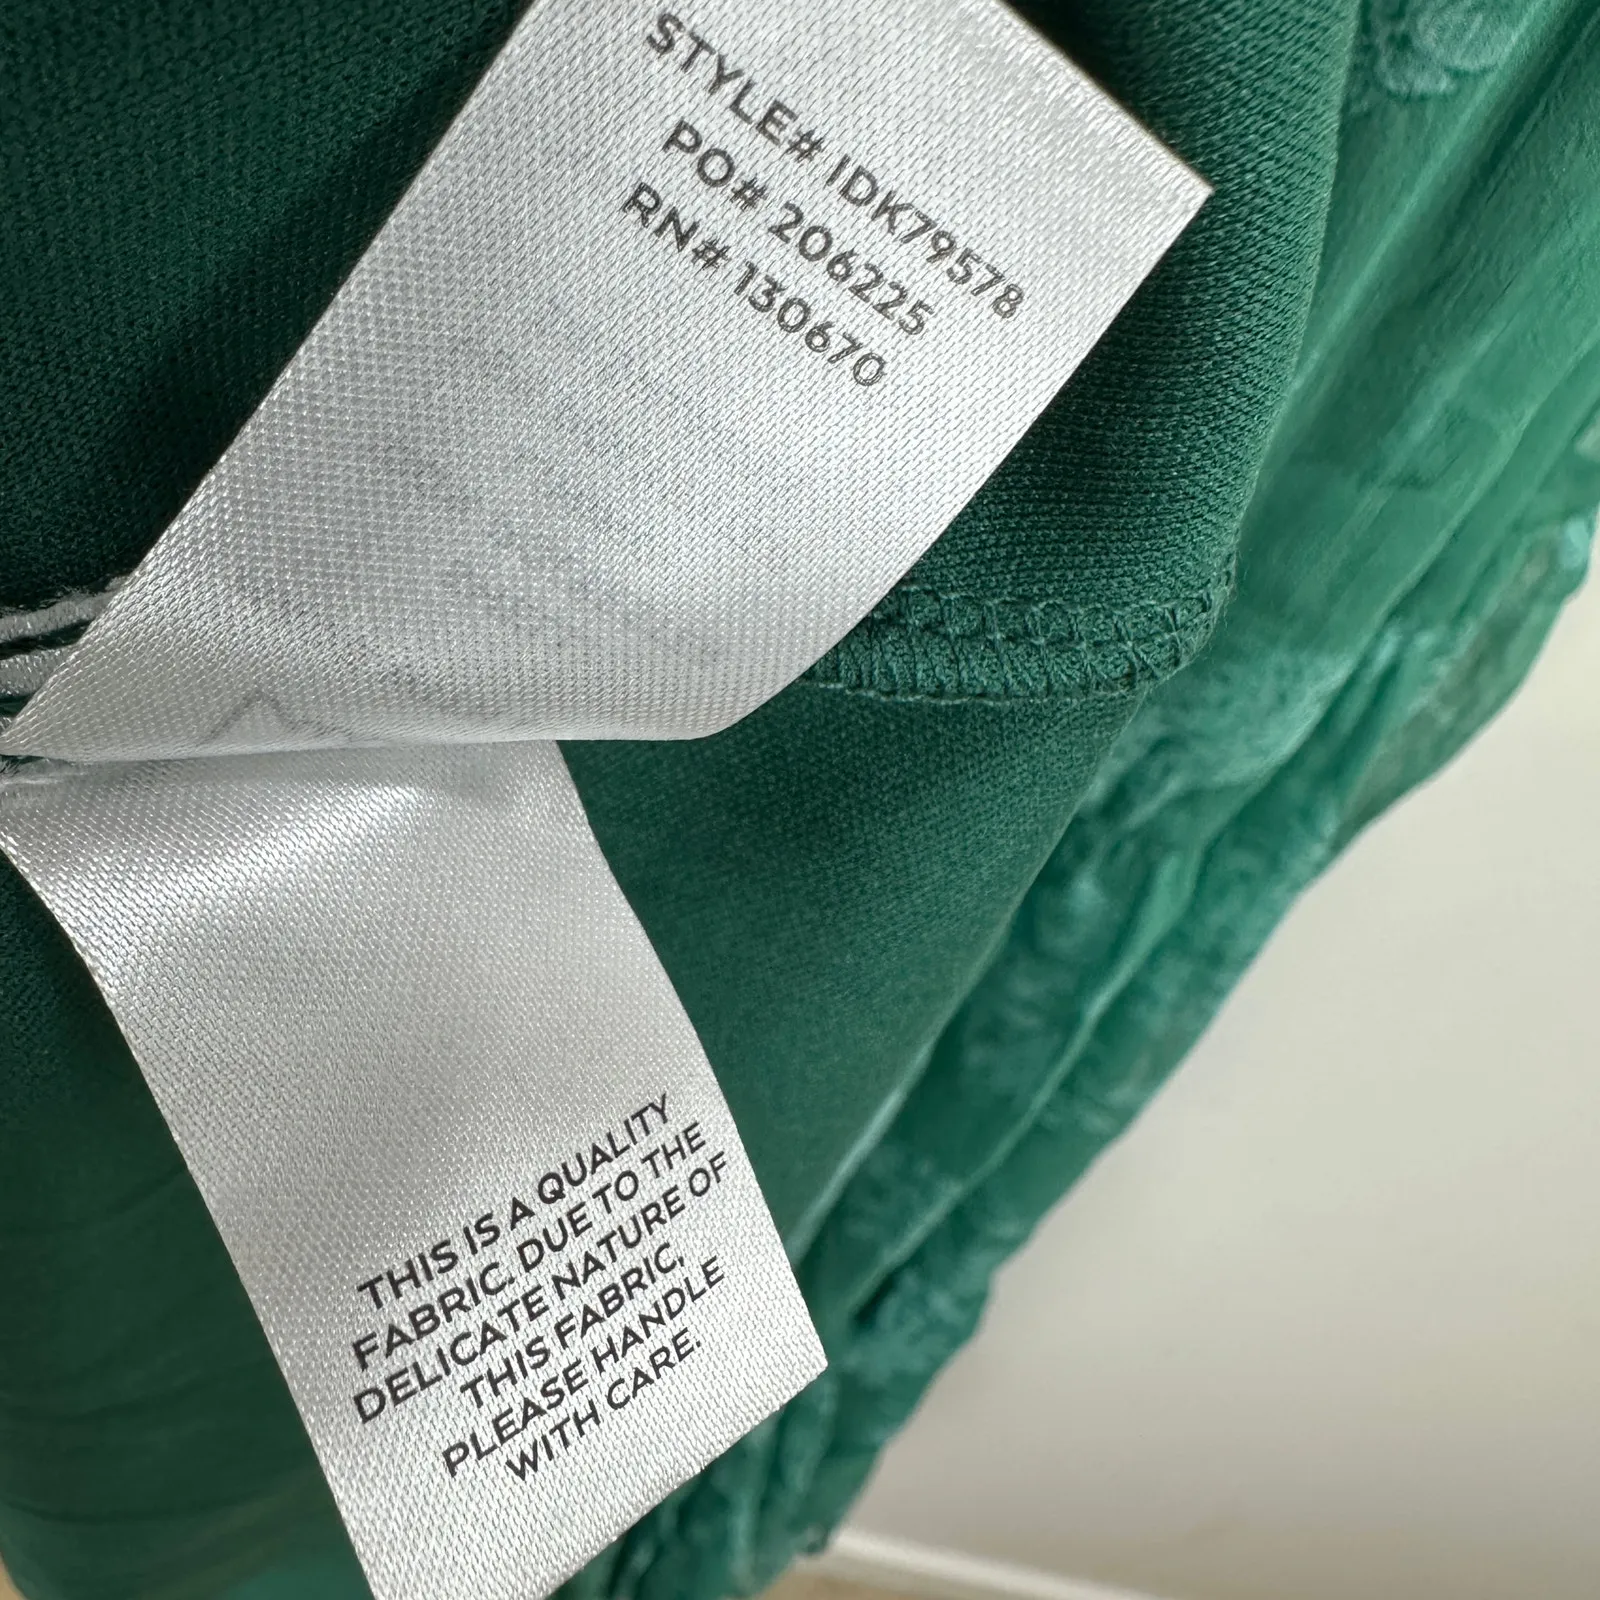 STYLE# IDK79578
PO# 206225
RN# 130670
THIS IS A QUALITY
FABRIC. DUE TO THE
DELICATE NATURE OF
THIS FABRIC,
PLEASE HANDLE
WITH CARE.